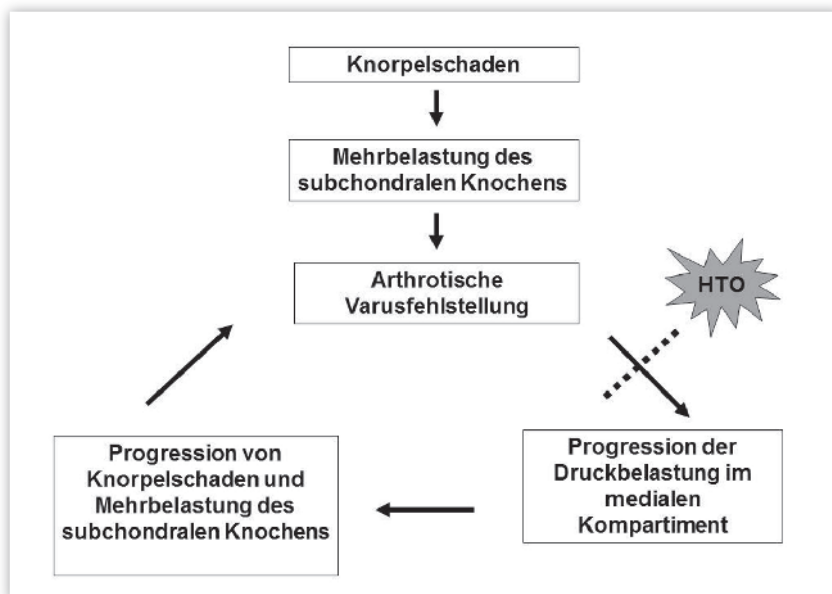 Knorpelschaden
Mehrbelastung des
subchondralen Knochens
Arthrotische
Varusfehlstellung
HTO
Progression der
Druckbelastung im
medialen
Kompartiment
Progression von
Knorpelschaden und
Mehrbelastung des
subchondralen Knochens